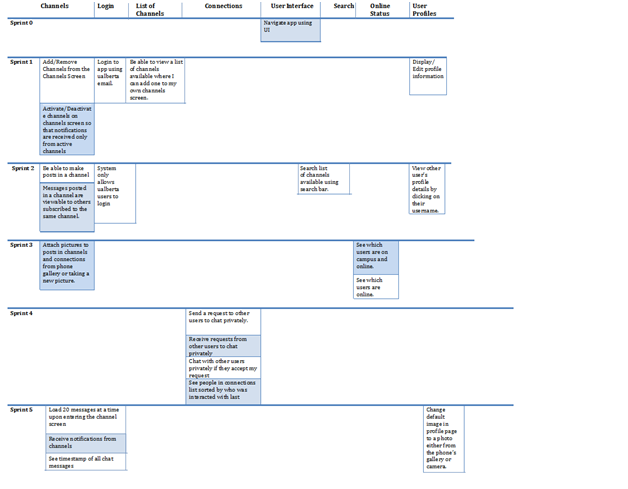 Channels Login List of Channels Connections User Interface Search Online Status User Profiles
Sprint 0
Navigate app using
UI
Sprint 1
Add/Remove
Channels from the
Channels Screen
Activate/Deactivat
e channels on
channels screen so
that notifications
are received only
from active
channels
Login to
app using
ualberta
email.
Be able to view a list
of channels
available where I
can add one to my
own channels
screen.
Display/
Edit profile
information
Sprint 2
Be able to make
posts in a channel
Messages posted
in a channel are
viewable to others
subscribed to the
same channel.
System
only
allows
ualberta
users to
login
Search list
of channels
available using
search bar.
View other
user's
profile
details by
clicking on
their
username.
Sprint 3
Attach pictures to
posts in channels
and connections
from phone
gallery or taking a
new picture.
See which
users are on
campus and
online.
See which
users are
online.
Sprint 4
Send a request to other
users to chat privately.
Receive requests from
other users to chat
privately
Chat with other users
privately if they accept my
request
See people in connections
list sorted by who was
interacted with last
Sprint 5
Load 20 messages at a time
upon entering the channel
screen
Receive notifications from
channels
See timestamp of all chat
messages
Change
default
image in
profile page
to a photo
either from
the phone's
gallery or
camera.